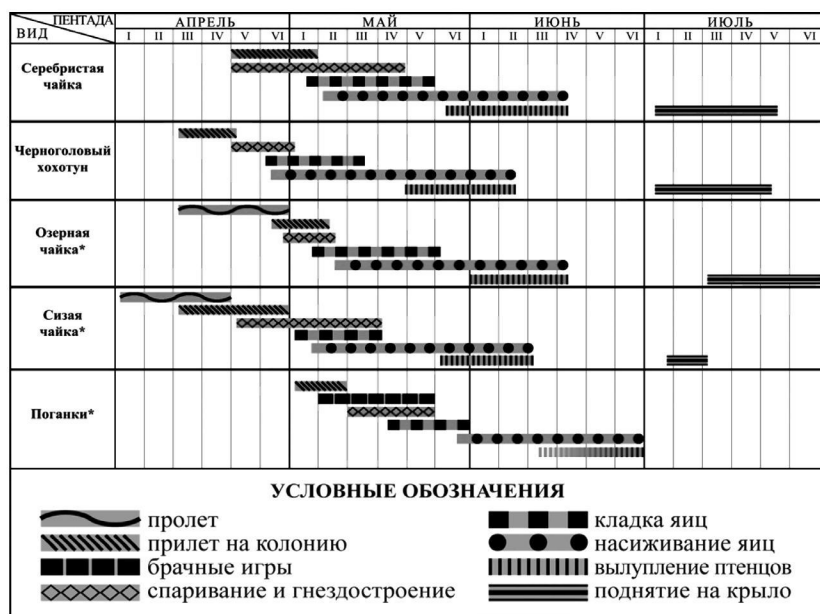 ПЕНТАДА АПРЕЛЬ МАЙ ИЮНЬ ИЮЛЬ
ВИД I II III IV V VI I II III IV V VI I II III IV V VI I II III IV V VI
Серебристая
чайка
Черноголовый
хохотун
Озерная
чайка*
Сизая
чайка*
Поганки*
УСЛОВНЫЕ ОБОЗНАЧЕНИЯ
пролет кладка яиц
прилет на колонию насиживание яиц
брачные игры вылупление птенцов
спаривание и гнездостроение поднятие на крыло